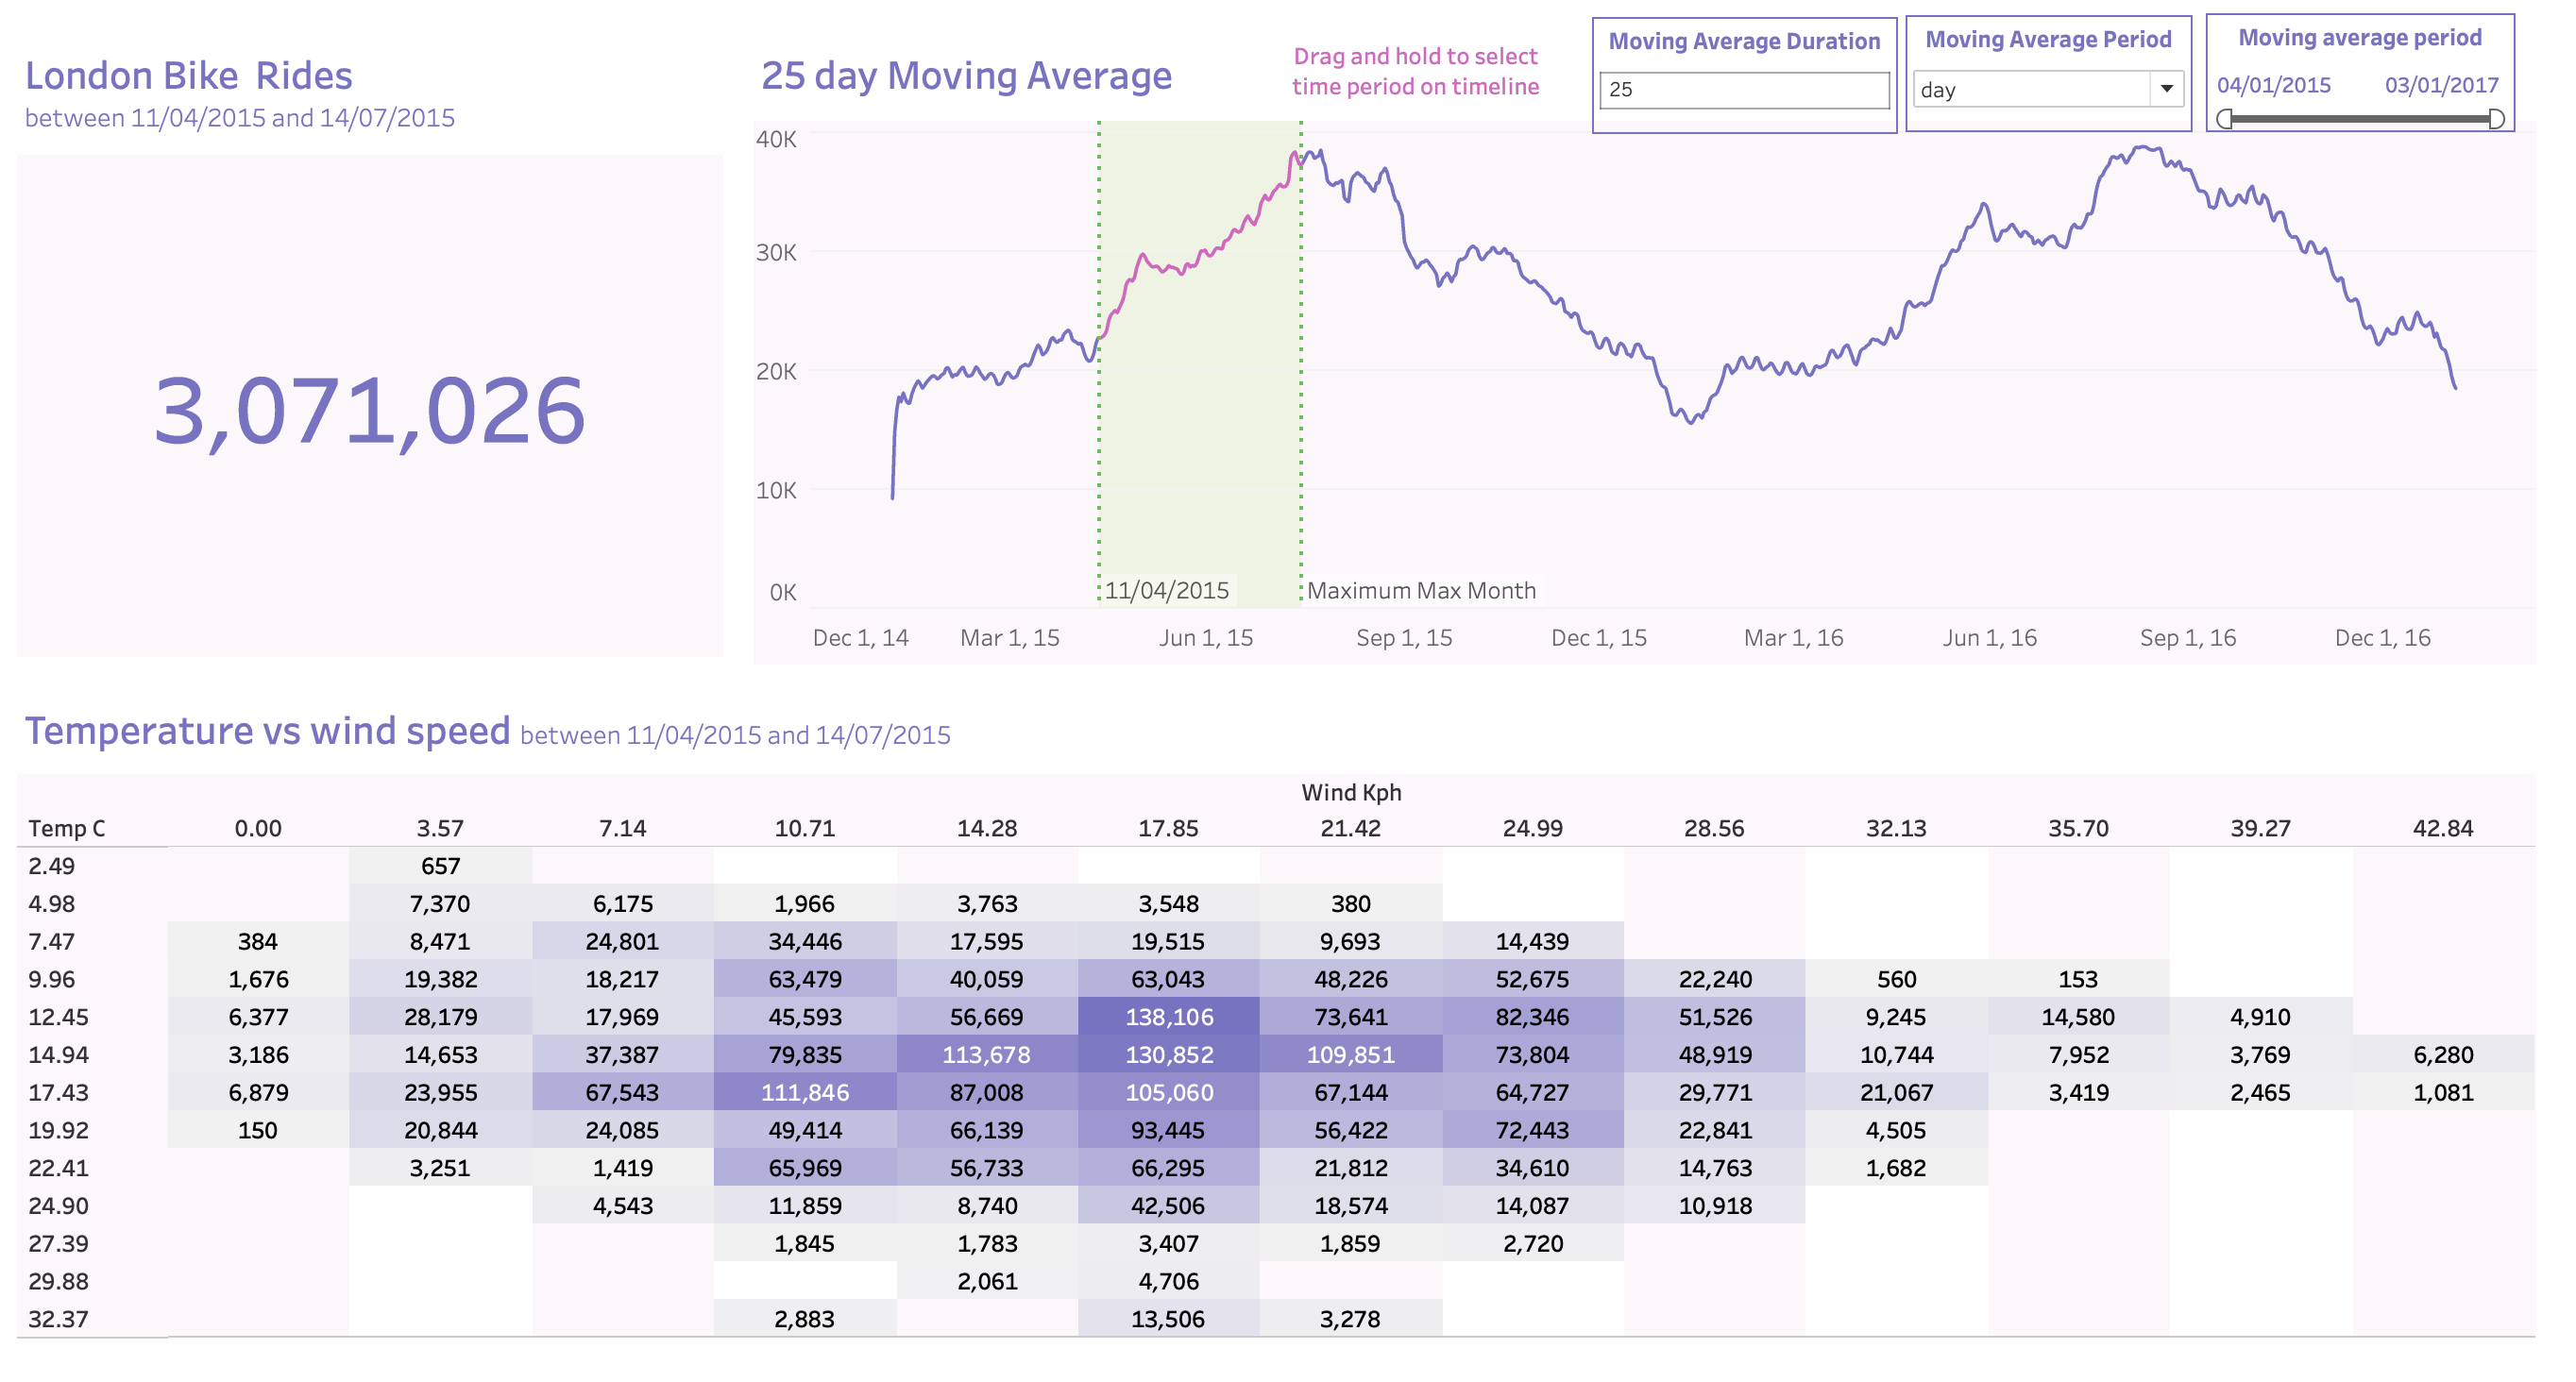 London Bike Rides
between 11/04/2015 and 14/07/2015
3,071,026
25 day Moving Average
Drag and hold to select
time period on timeline
Moving Average Duration
25
Moving Average Period
day
Moving average period
04/01/2015 03/01/2017
40K
30K
20K
10K
0K
11/04/2015 Maximum Max Month
Dec 1, 14 Mar 1, 15 Jun 1, 15 Sep 1, 15 Dec 1, 15 Mar 1, 16 Jun 1, 16 Sep 1, 16 Dec 1, 16
Temperature vs wind speed between 11/04/2015 and 14/07/2015
Wind Kph
Temp C 0.00 3.57 7.14 10.71 14.28 17.85 21.42 24.99 28.56 32.13 35.70 39.27 42.84
2.49 657
4.98 7,370 6,175 1,966 3,763 3,548 380
7.47 384 8,471 24,801 34,446 17,595 19,515 9,693 14,439
9.96 1,676 19,382 18,217 63,479 40,059 63,043 48,226 52,675 22,240 560 153
12.45 6,377 28,179 17,969 45,593 56,669 138,106 73,641 82,346 51,526 9,245 14,580 4,910
14.94 3,186 14,653 37,387 79,835 113,678 130,852 109,851 73,804 48,919 10,744 7,952 3,769 6,280
17.43 6,879 23,955 67,543 111,846 87,008 105,060 67,144 64,727 29,771 21,067 3,419 2,465 1,081
19.92 150 20,844 24,085 49,414 66,139 93,445 56,422 72,443 22,841 4,505
22.41 3,251 1,419 65,969 56,733 66,295 21,812 34,610 14,763 1,682
24.90 4,543 11,859 8,740 42,506 18,574 14,087 10,918
27.39 1,845 1,783 3,407 1,859 2,720
29.88 2,061 4,706
32.37 2,883 13,506 3,278